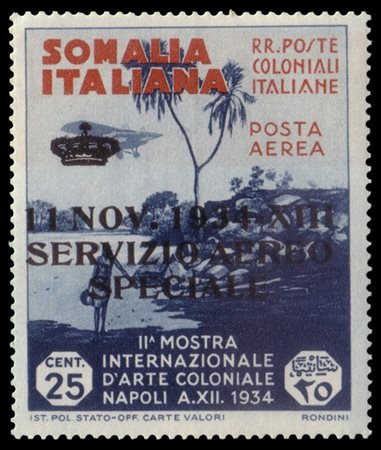 SOMALIA
ITALIANA
RR. POSTE
COLONIALI
ITALIANE
POSTA
AEREA
11 NOV. 1934-XIII
SERVIZIO AEREO
SPECIALE
IIA MOSTRA
INTERNAZIONALE
D'ARTE COLONIALE
NAPOLI A.XII. 1934
CENT.
25
٢٥
IST. POL. STATO-OFF. CARTE VALORI
RONDINI